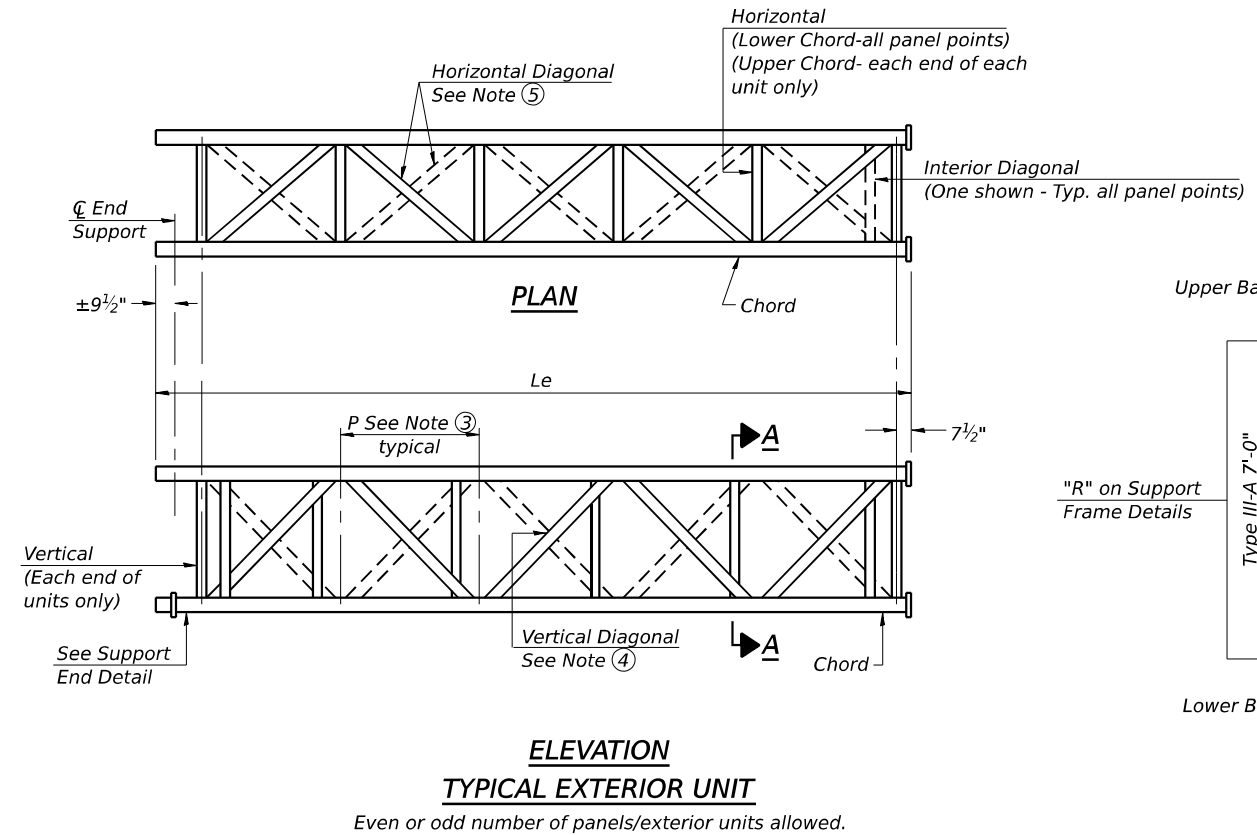 Horizontal
(Lower Chord-all panel points)
(Upper Chord- each end of each
unit only)
Horizontal Diagonal
See Note ⑤
Interior Diagonal
(One shown - Typ. all panel points)
℄ End
Support
±9½"
PLAN
Chord
Upper Ba
Le
P See Note ③
typical
A
7½"
"R" on Support
Frame Details
Type III-A 7'-0"
Vertical
(Each end of
units only)
See Support
End Detail
Vertical Diagonal
See Note ④
A
Chord
Lower B
ELEVATION
TYPICAL EXTERIOR UNIT
Even or odd number of panels/exterior units allowed.